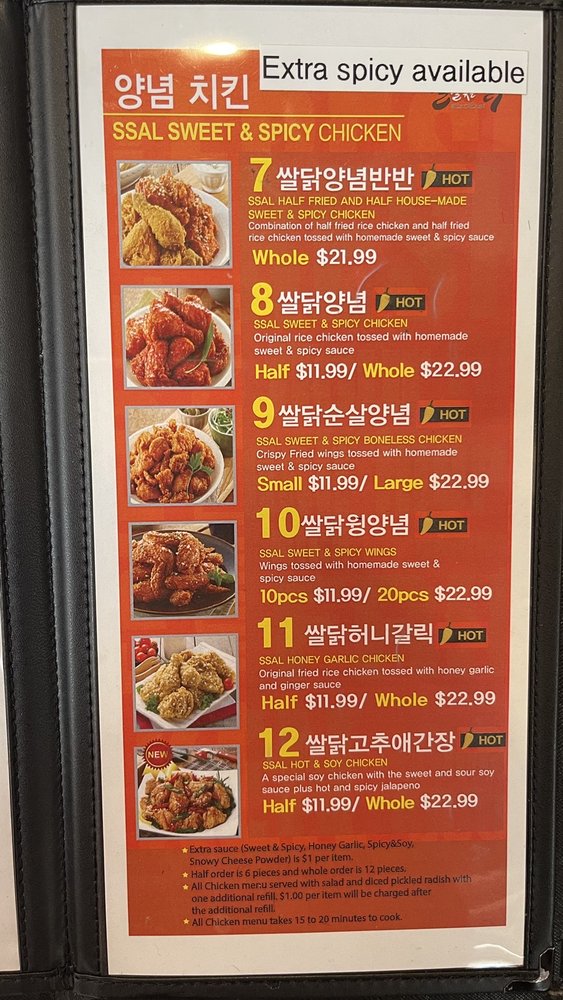 Extra spicy available
양념 치킨
SSAL SWEET & SPICY CHICKEN
7 쌀닭양념반반 HOT
SSAL HALF FRIED AND HALF HOUSE-MADE
SWEET & SPICY CHICKEN
Combination of half fried rice chicken and half fried
rice chicken tossed with homemade sweet & spicy sauce
Whole $21.99
8 쌀닭양념 HOT
SSAL SWEET & SPICY CHICKEN
Original rice chicken tossed with homemade
sweet & spicy sauce
Half $11.99/ Whole $22.99
9 쌀닭순살양념 HOT
SSAL SWEET & SPICY BONELESS CHICKEN
Crispy Fried wings tossed with homemade
sweet & spicy sauce
Small $11.99/ Large $22.99
10 쌀닭윙양념 HOT
SSAL SWEET & SPICY WINGS
Wings tossed with homemade sweet &
spicy sauce
10pcs $11.99/ 20pcs $22.99
11 쌀닭허니갈릭 HOT
SSAL HONEY GARLIC CHICKEN
Original fried rice chicken tossed with honey garlic
and ginger sauce
Half $11.99/ Whole $22.99
NEW
12 쌀닭고추애간장 HOT
SSAL HOT & SOY CHICKEN
A special soy chicken with the sweet and sour soy
sauce plus hot and spicy jalapeno
Half $11.99/ Whole $22.99
★Extra sauce (Sweet & Spicy, Honey Garlic, Spicy&Soy,
Snowy Cheese Powder) is $1 per item.
★ Half order is 6 pieces and whole order is 12 pieces.
★ All Chicken menu served with salad and diced pickled radish with
one additional refill. $1.00 per item will be charged after
the additional refill.
★ All Chicken menu takes 15 to 20 minutes to cook.